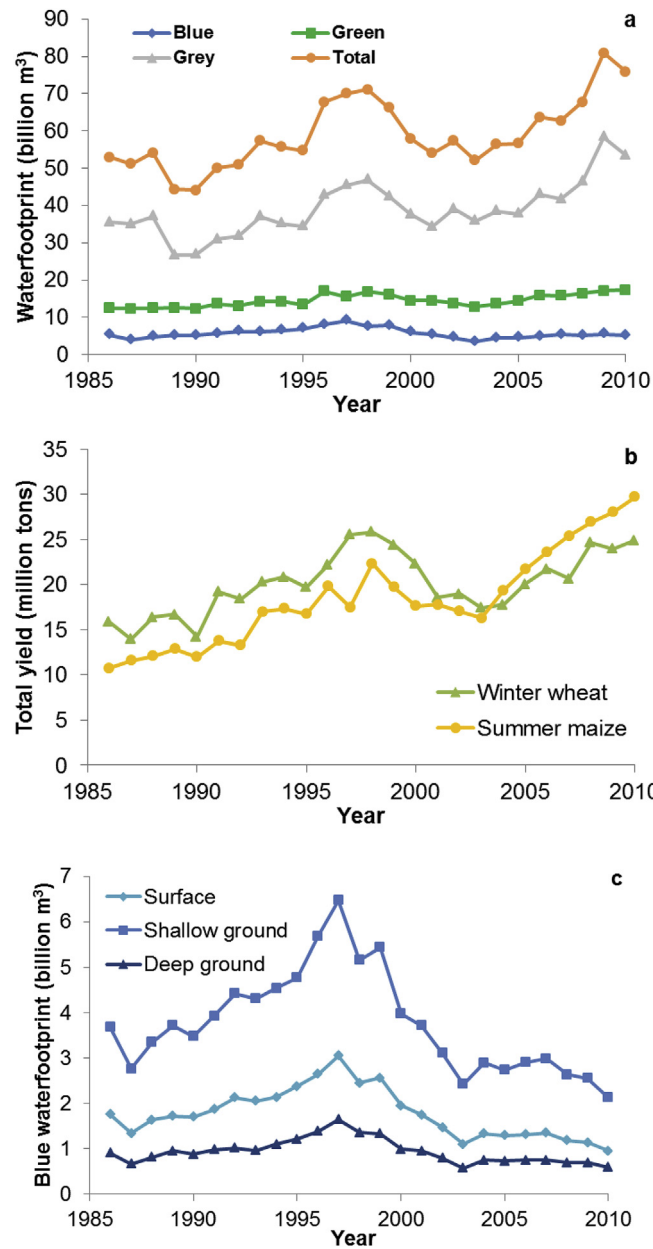 a
Blue Green
Grey Total
Waterfootprint (billion m³)
90
80
70
60
50
40
30
20
10
0
1985 1990 1995 2000 2005 2010
Year
b
Total yield (million tons)
35
30
25
20
15
10
5
0
Winter wheat
Summer maize
1985 1990 1995 2000 2005 2010
Year
c
Blue waterfootprint (billion m³)
7
6
5
4
3
2
1
0
Surface
Shallow ground
Deep ground
1985 1990 1995 2000 2005 2010
Year